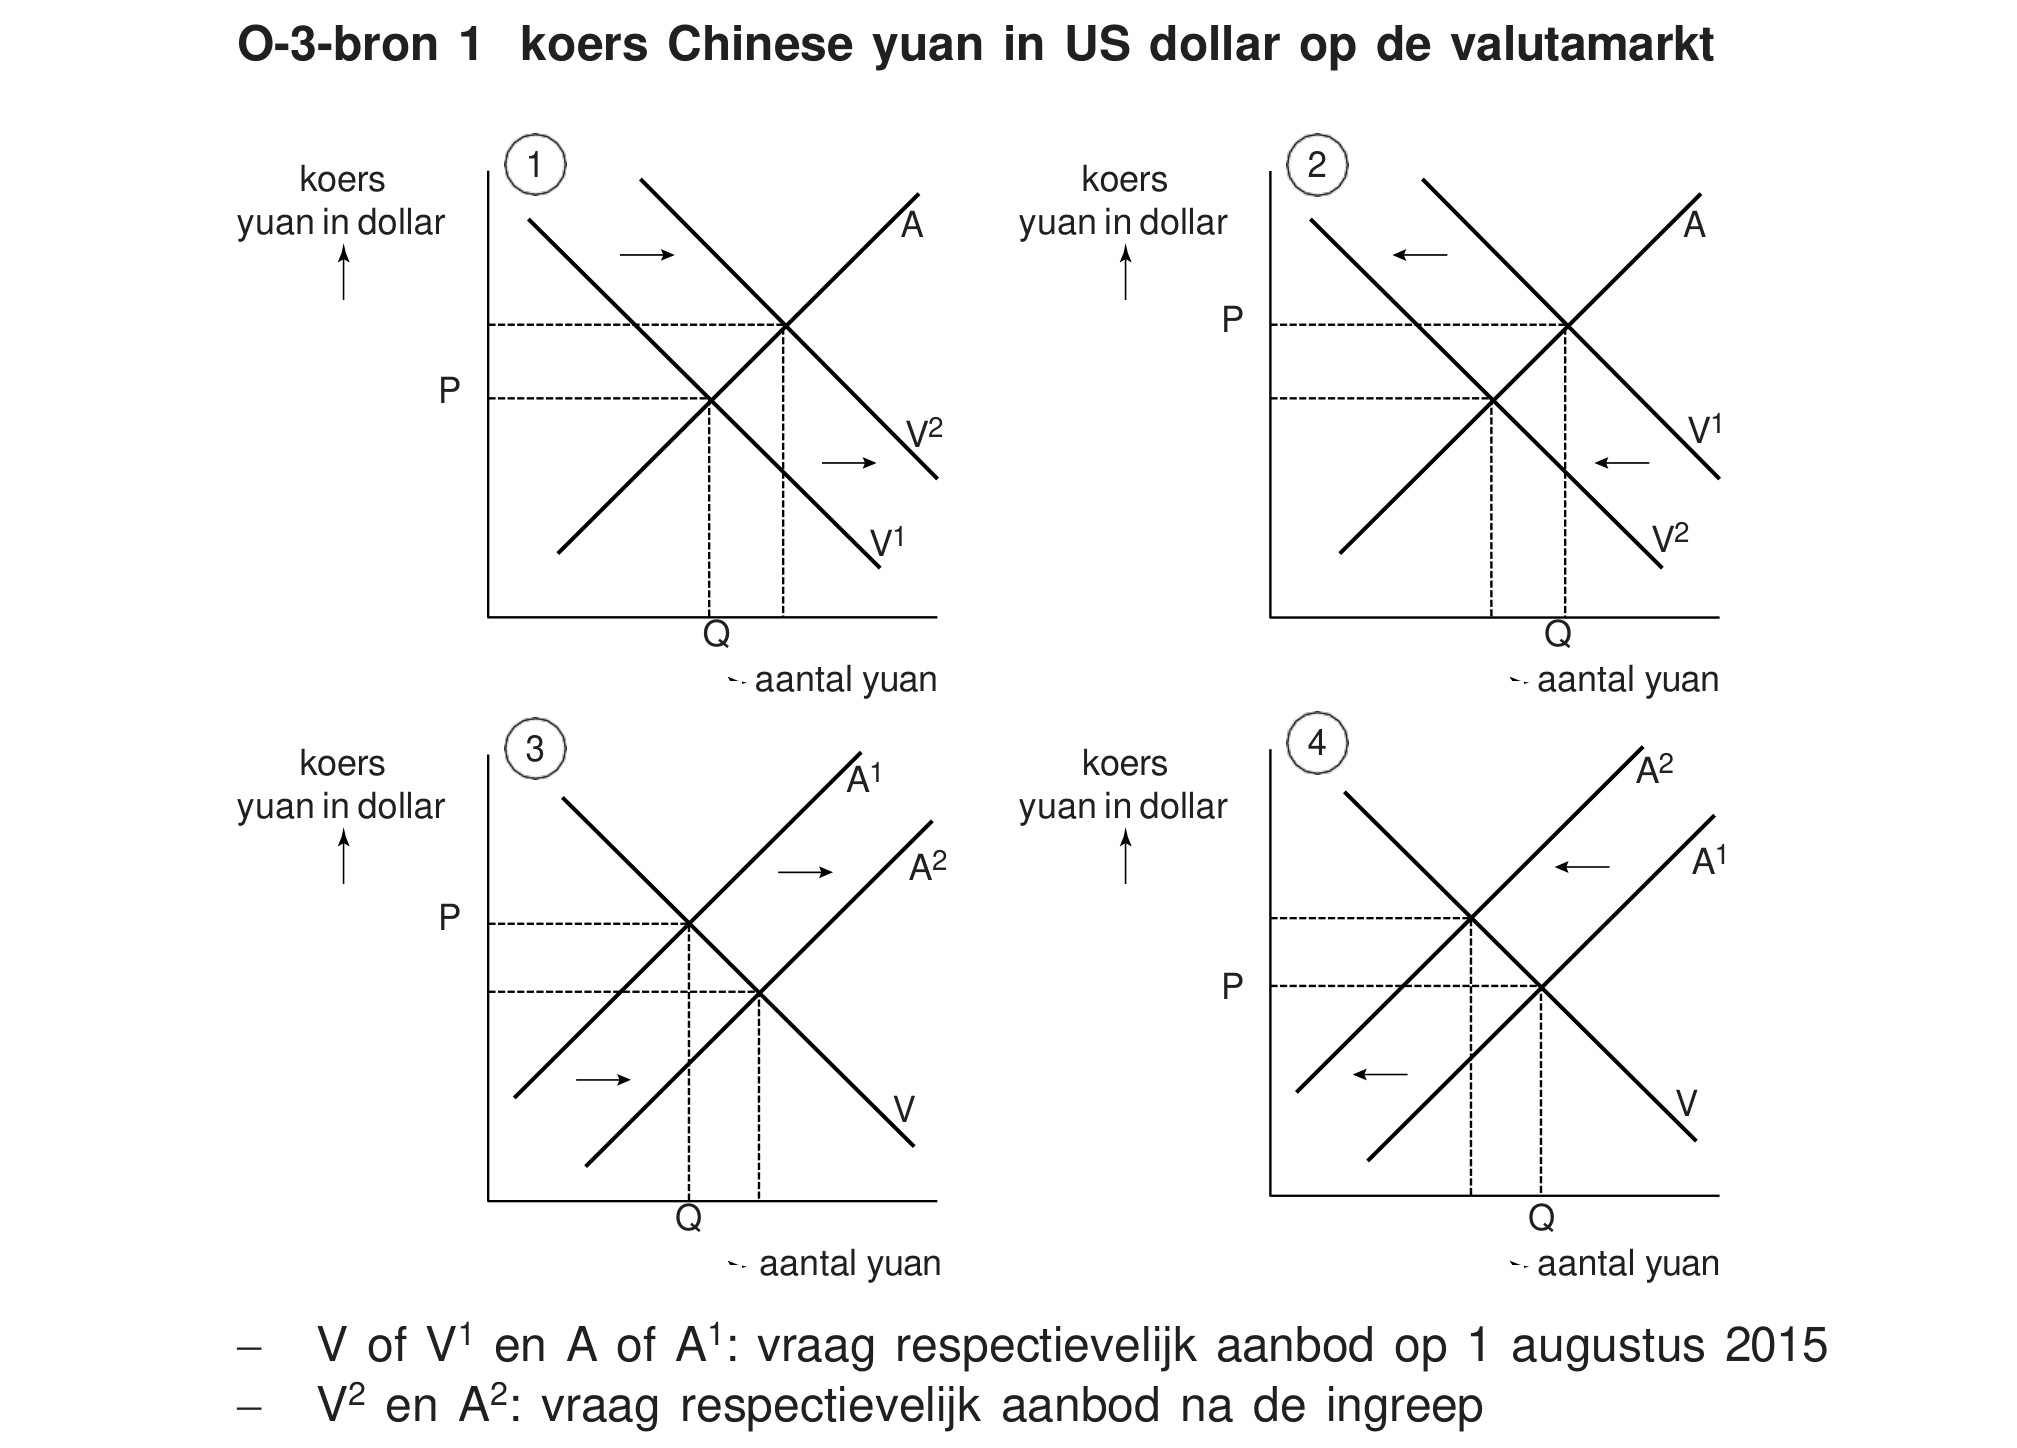 O-3-bron 1 koers Chinese yuan in US dollar op de valutamarkt
1
koers
yuan in dollar
A
P
V²
V¹
Q
aantal yuan
2
koers
yuan in dollar
A
P
V¹
V²
Q
aantal yuan
3
koers
yuan in dollar
A¹
A²
P
V
Q
aantal yuan
4
koers
yuan in dollar
A²
A¹
P
V
Q
aantal yuan
– V of V¹ en A of A¹: vraag respectievelijk aanbod op 1 augustus 2015
– V² en A²: vraag respectievelijk aanbod na de ingreep